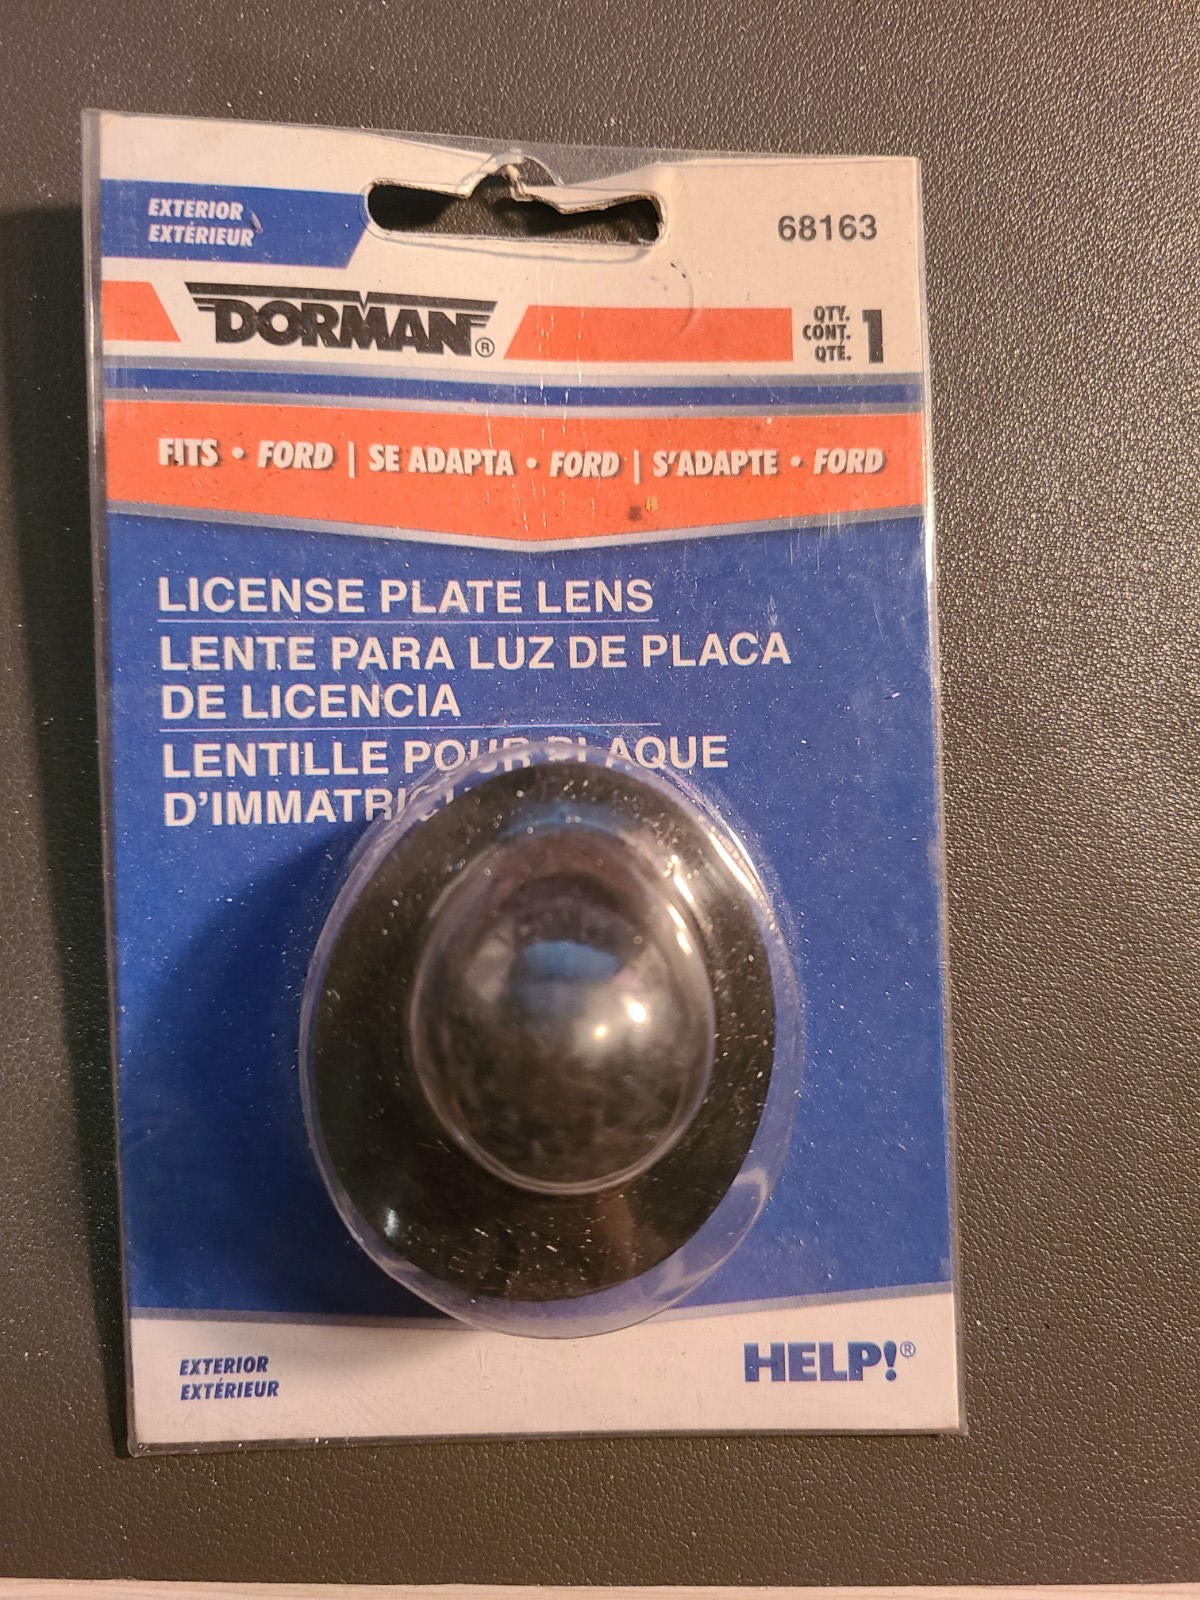 EXTERIOR
EXTÉRIEUR
68163
DORMAN®
QTY.
CONT.
QTE.
1
FITS • FORD | SE ADAPTA • FORD | S'ADAPTE • FORD
LICENSE PLATE LENS
LENTE PARA LUZ DE PLACA
DE LICENCIA
LENTILLE POUR PLAQUE
EXTERIOR
EXTÉRIEUR
HELP!®